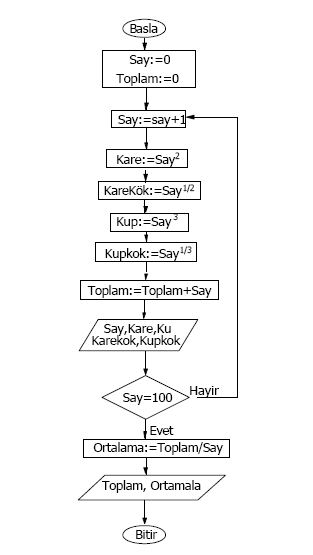 Basla
Say:=0
Toplam:=0
Say:=say+1
Kare:=Say²
KareKök:=Say¹/²
Kup:=Say³
Kupkok:=Say¹/³
Toplam:=Toplam+Say
Say,Kare,Ku
Karekok,Kupkok
Say=100
Hayir
Evet
Ortalama:=Toplam/Say
Toplam, Ortamala
Bitir